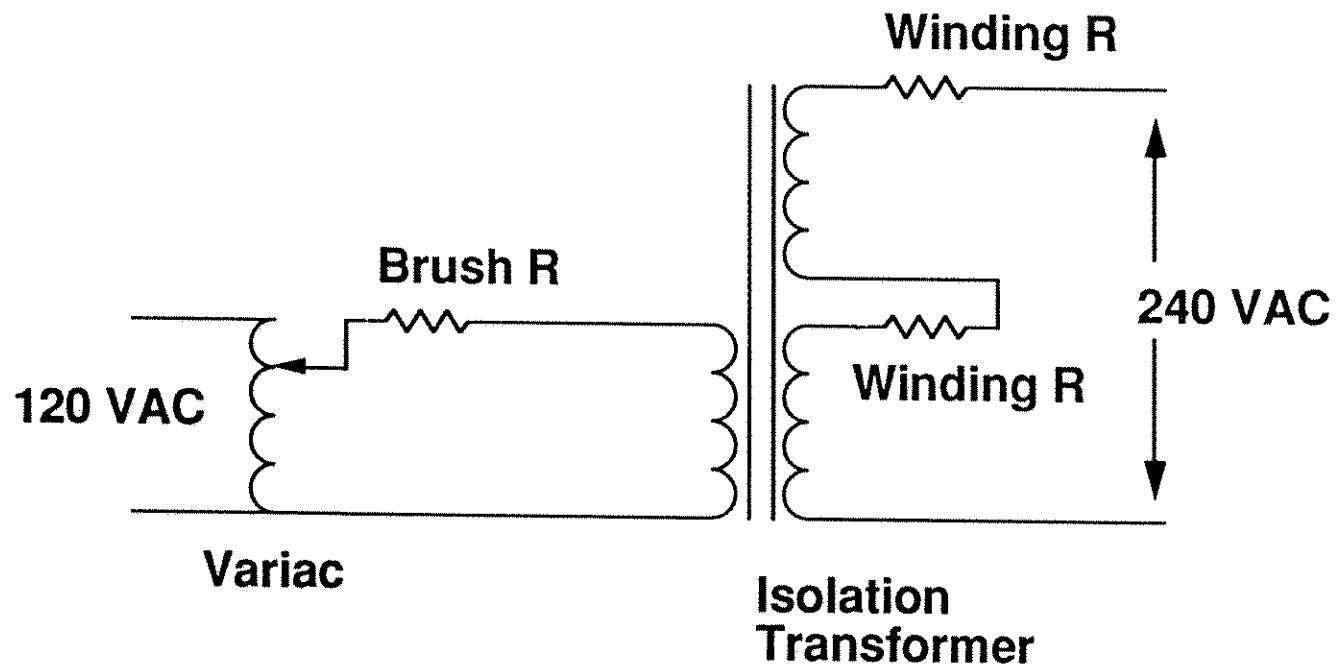 Winding R
Brush R
240 VAC
Winding R
120 VAC
Variac
Isolation
Transformer